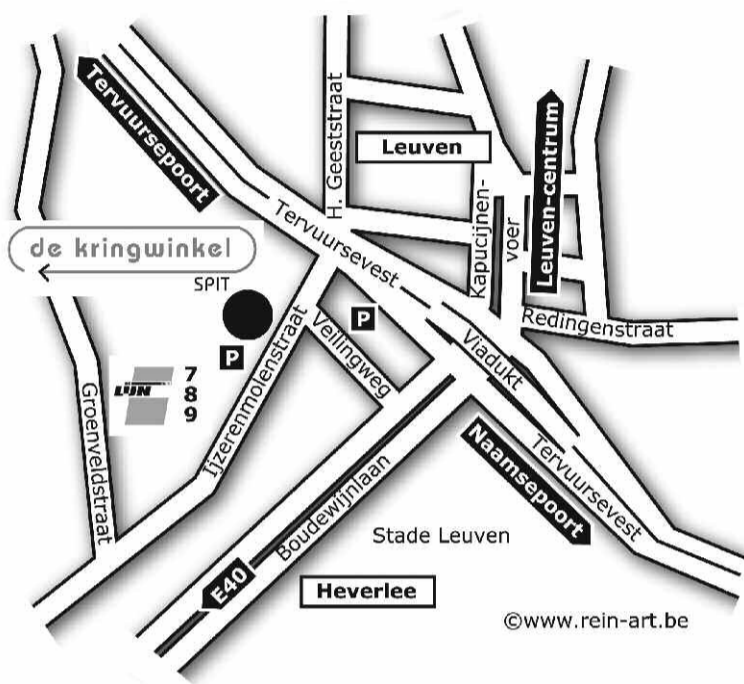 Tervuursepoort
H. Geeststraat
Leuven
Leuven-centrum
Kapucijnen-
voer
Tervuursevest
de kringwinkel
SPIT
P
P
Veilingweg
Viadukt
Redingenstraat
LIJN
7
8
9
Groenveldstraat
Ijzerenmolenstraat
Boudewijnlaan
Naamsepoort
Tervuursevest
Stade Leuven
E40
Heverlee
©www.rein-art.be